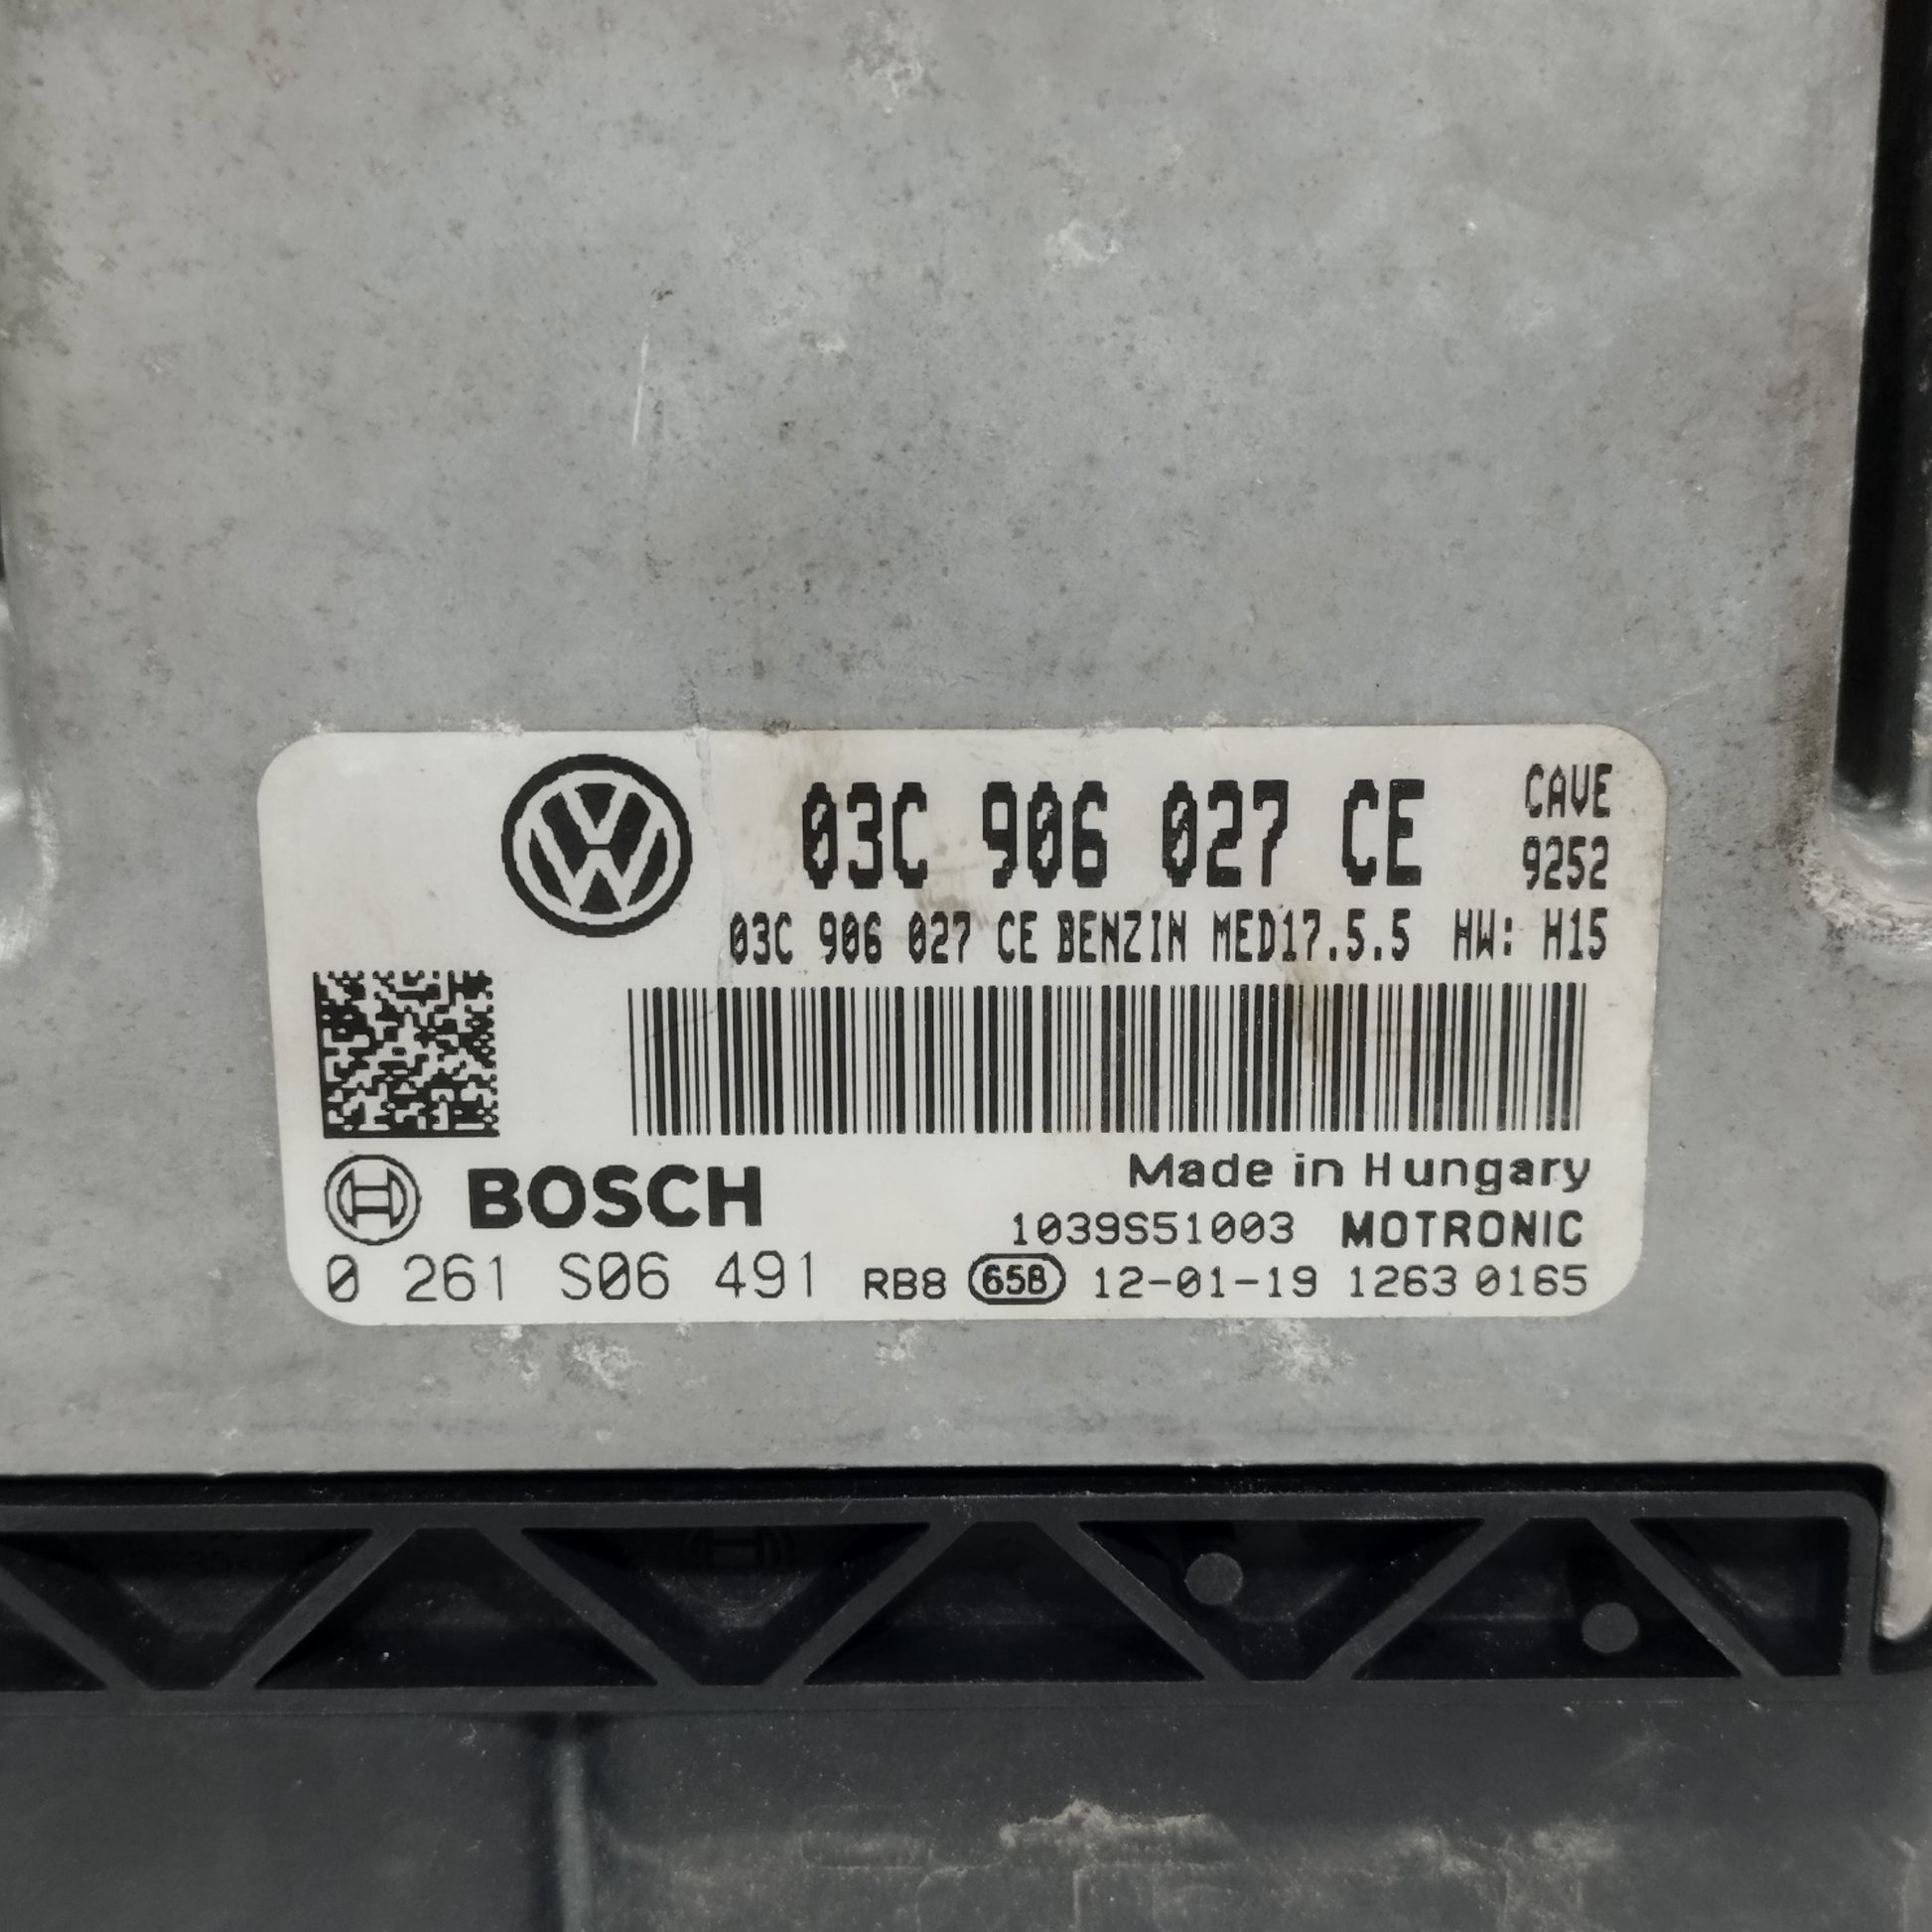 03C 906 027 CE
CAVE
9252
03C 906 027 CE BENZIN MED17.5.5 HW: H15
Made in Hungary
BOSCH
1039S51003 MOTRONIC
0 261 S06 491 RB8 65B 12-01-19 1263 0165